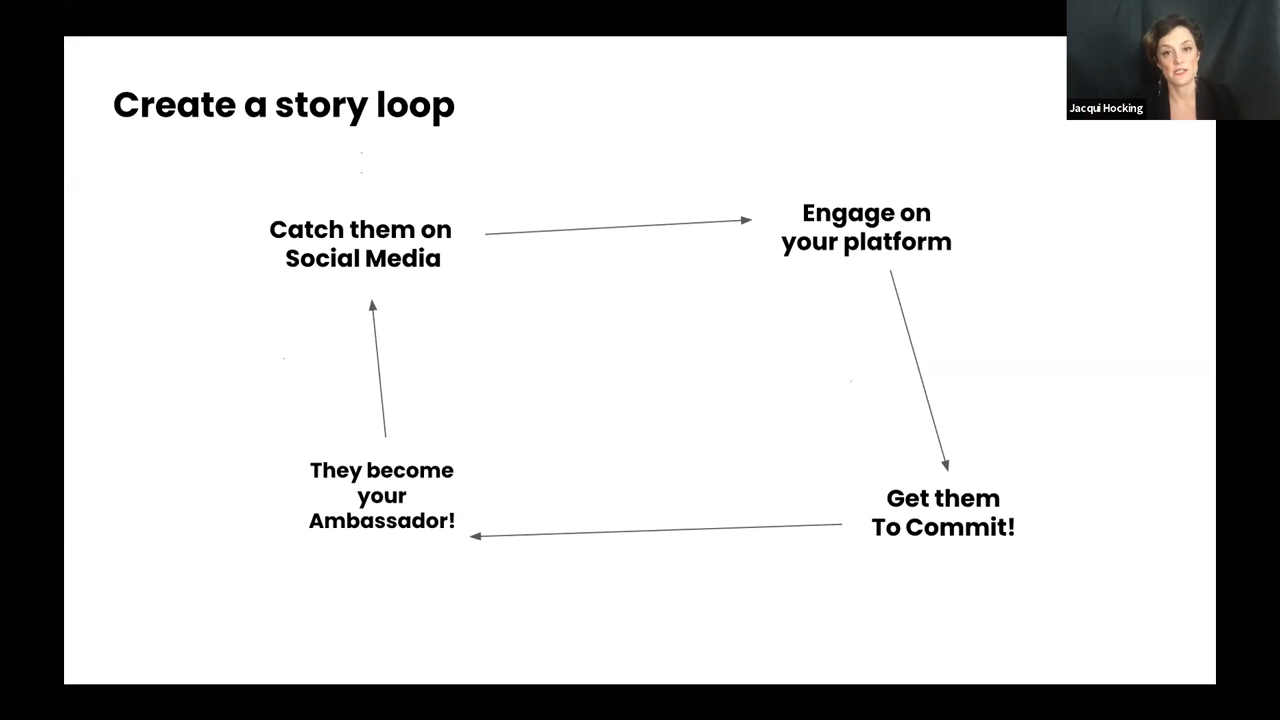 Create a story loop
Jacqui Hocking
Catch them on
Social Media
Engage on
your platform
Get them
To Commit!
They become
your
Ambassador!